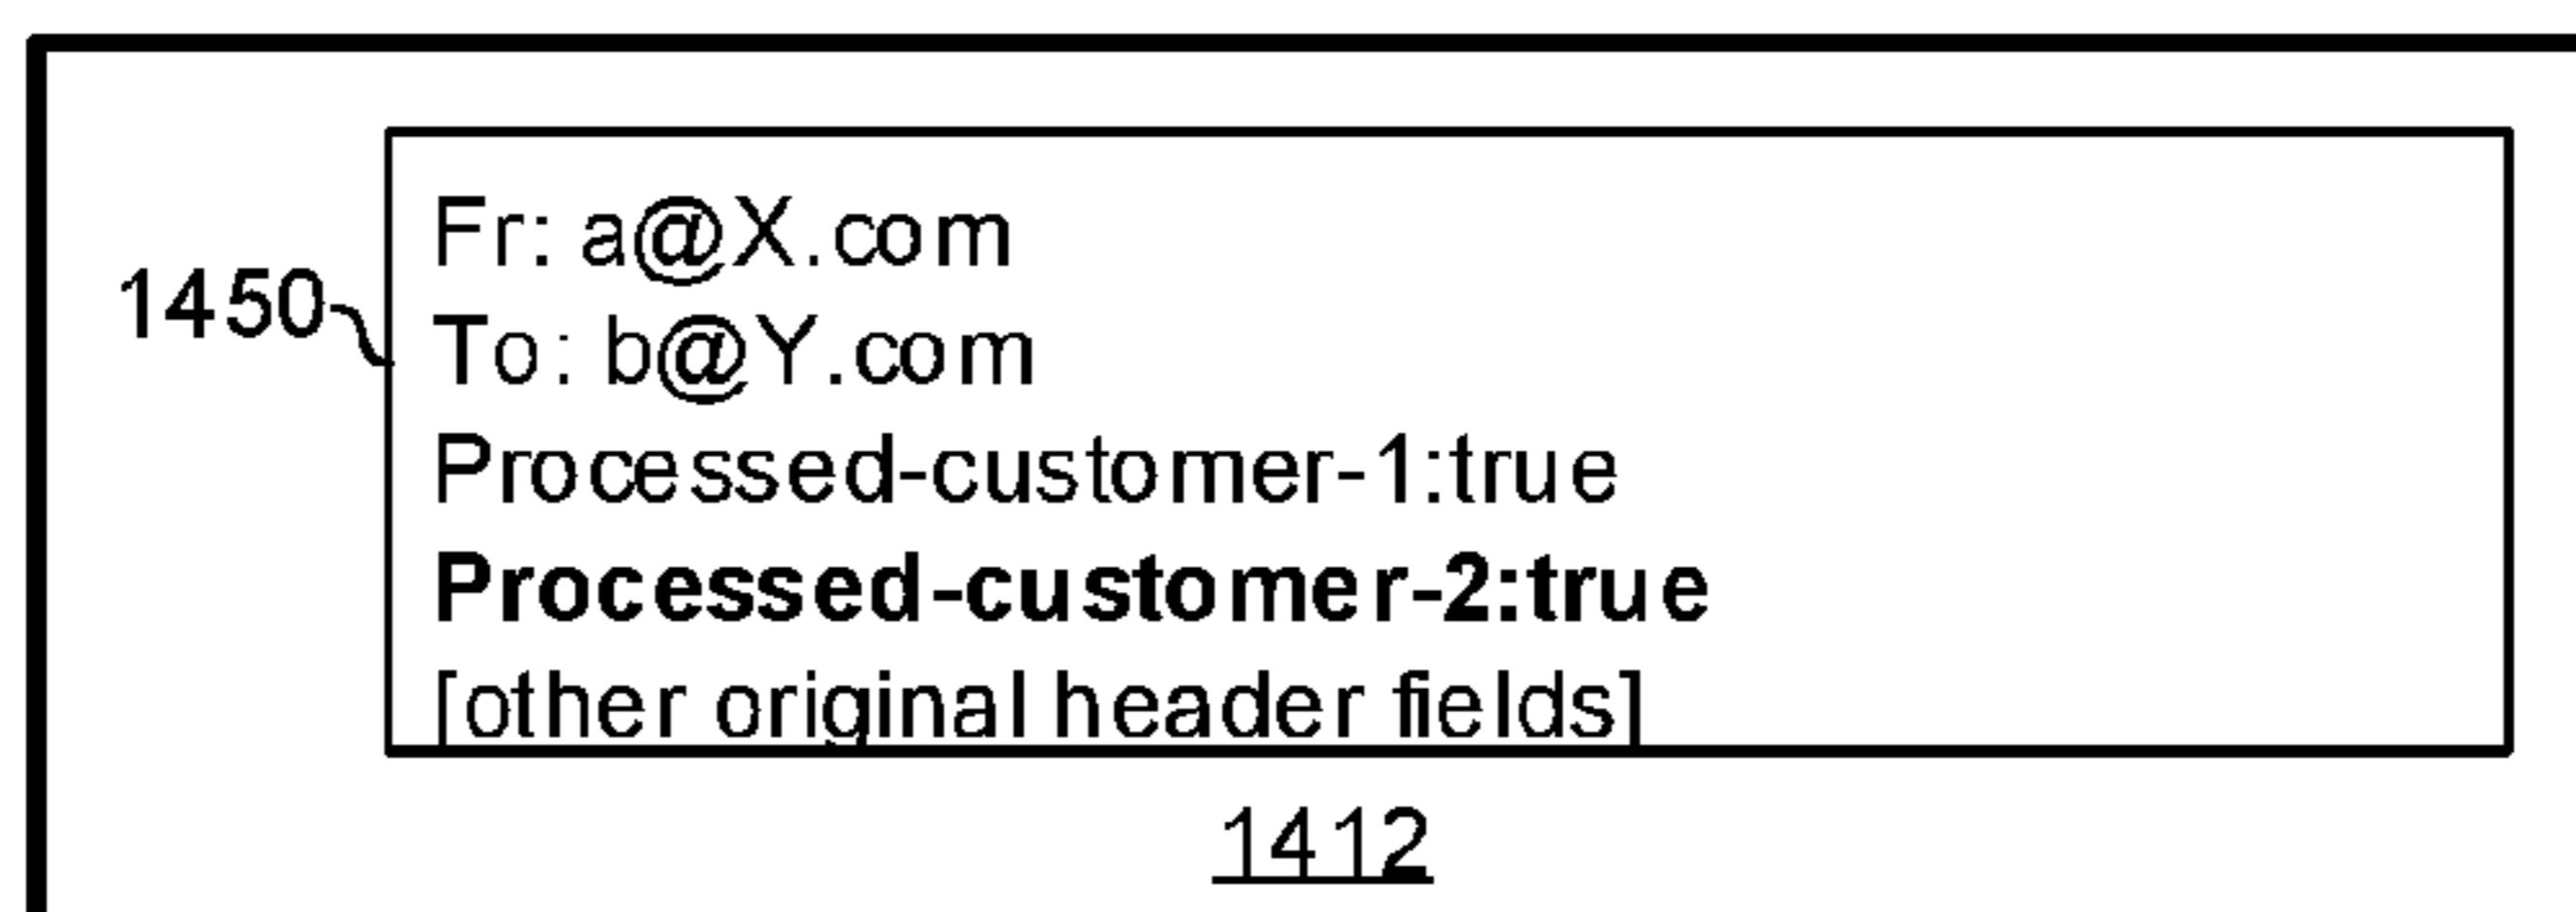 Fr: a@X.com
1450
To: b@Y.com
Processed-customer-1:true
Processed-customer-2:true
[other original header fields]
1412